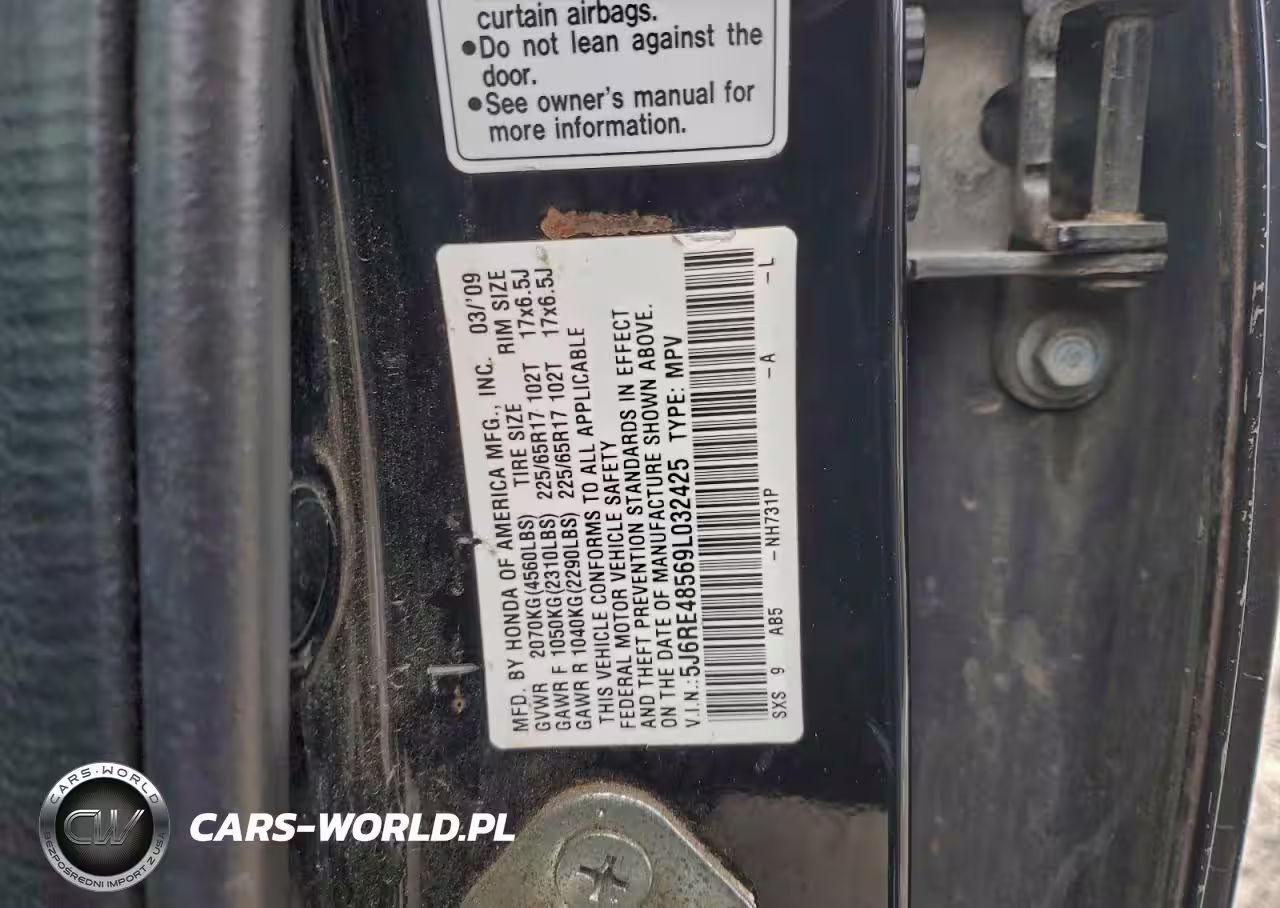 curtain airbags.
●Do not lean against the
door.
●See owner's manual for
more information.
MFD. BY HONDA OF AMERICA MFG., INC. 03/'09
GVWR 2070KG(4560LBS) TIRE SIZE RIM SIZE
GAWR F 1050KG(2310LBS) 225/65R17 102T 17x6.5J
GAWR R 1040KG(2290LBS) 225/65R17 102T 17x6.5J
THIS VEHICLE CONFORMS TO ALL APPLICABLE
FEDERAL MOTOR VEHICLE SAFETY
AND THEFT PREVENTION STANDARDS IN EFFECT
ON THE DATE OF MANUFACTURE SHOWN ABOVE.
V.I.N.:5J6RE48569L032425 TYPE: MPV
SXS 9 AB5 -NH731P -A -L
CARS-WORLD
CW
BEZPOŚREDNI IMPORT Z USA
CARS-WORLD.PL